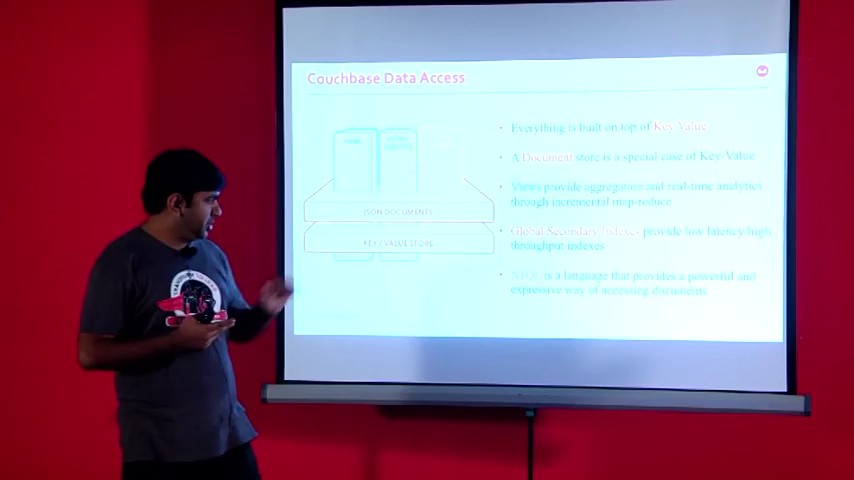 Couchbase Data Access
• Everything is built on top of Key-Value
• A Document store is a special case of Key-Value
• Views provide aggregation and real-time analytics
through incremental map-reduce
JSON DOCUMENTS
• Global Secondary Indexes provide low latency/high
throughput indexes
KEY / VALUE STORE
• N1QL is a language that provides a powerful and
expressive way of accessing documents